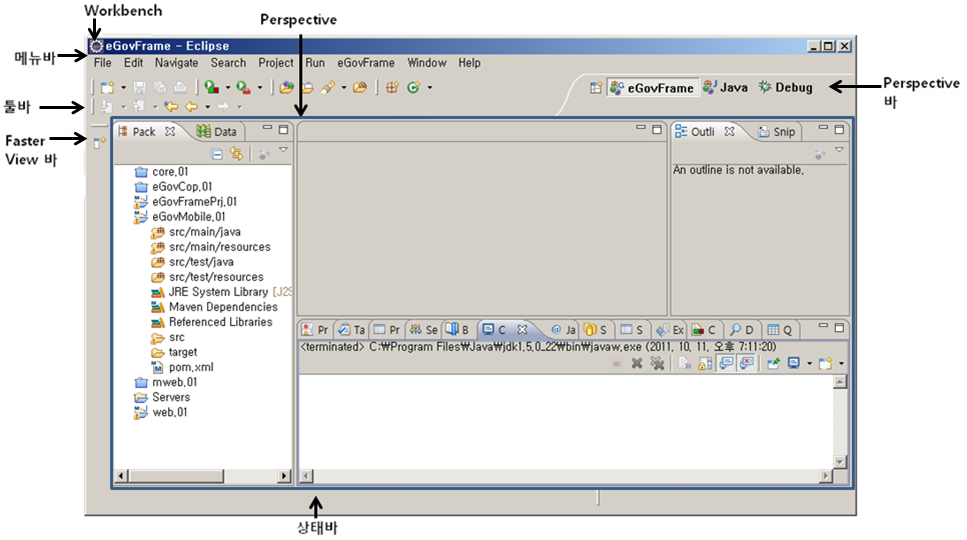 Workbench
Perspective
메뉴바
eGovFrame - Eclipse
File Edit Navigate Search Project Run eGovFrame Window Help
eGovFrame Java Debug
Perspective
바
툴바
Faster
View 바
Pack Data
Outli Snip
core.01
eGovCop.01
eGovFramePrj.01
eGovMobile.01
src/main/java
src/main/resources
src/test/java
src/test/resources
JRE System Library [J2S
Maven Dependencies
Referenced Libraries
src
target
pom.xml
mweb.01
Servers
web.01
An outline is not available.
Pr Ta Pr Se B C @ Ja S S Ex C D Q
<terminated> C:₩Program Files₩Java₩jdk1.5.0_22₩bin₩javaw.exe (2011. 10. 11. 오후 7:11:20)
상태바